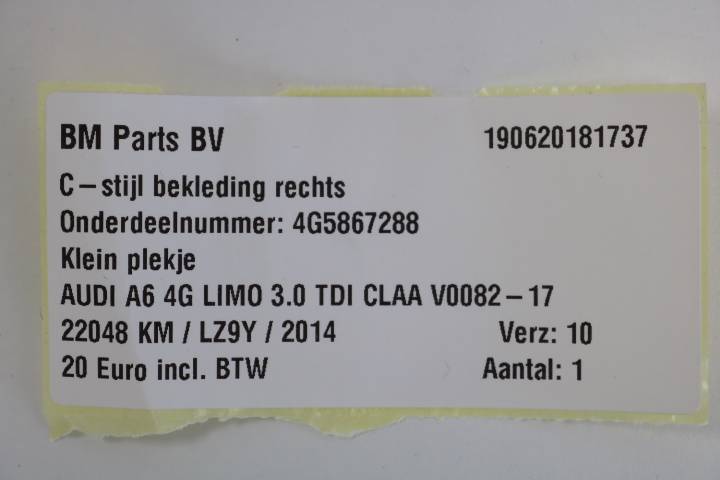 BM Parts BV 190620181737
C-stijl bekleding rechts
Onderdeelnummer: 4G5867288
Klein plekje
AUDI A6 4G LIMO 3.0 TDI CLAA V0082-17
22048 KM / LZ9Y / 2014 Verz: 10
20 Euro incl. BTW Aantal: 1